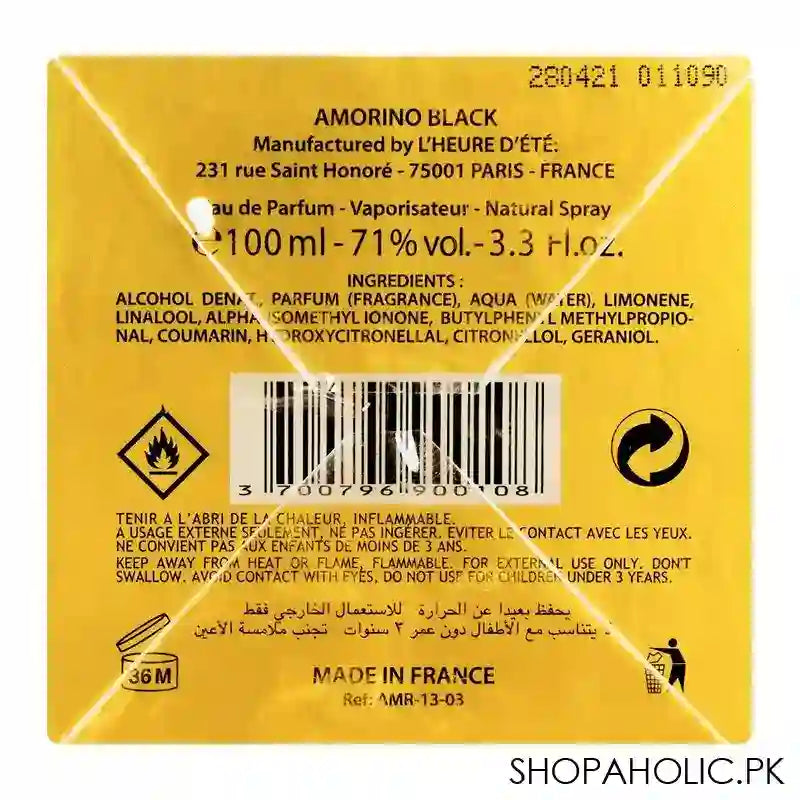 280421 011090
AMORINO BLACK
Manufactured by L'HEURE D'ÉTÉ:
231 rue Saint Honoré - 75001 PARIS - FRANCE
Eau de Parfum - Vaporisateur - Natural Spray
℮100 ml - 71% vol. - 3.3 Fl.oz.
INGREDIENTS :
ALCOHOL DENAT., PARFUM (FRAGRANCE), AQUA (WATER), LIMONENE,
LINALOOL, ALPHA ISOMETHYL IONONE, BUTYLPHENYL METHYLPROPIO-
NAL, COUMARIN, HYDROXYCITRONELLAL, CITRONELLOL, GERANIOL.
3 700796 900108
TENIR À L'ABRI DE LA CHALEUR, INFLAMMABLE.
A USAGE EXTERNE SEULEMENT, NE PAS INGÉRER. EVITER LE CONTACT AVEC LES YEUX.
NE CONVIENT PAS AUX ENFANTS DE MOINS DE 3 ANS.
KEEP AWAY FROM HEAT OR FLAME, FLAMMABLE. FOR EXTERNAL USE ONLY. DON'T
SWALLOW. AVOID CONTACT WITH EYES, DO NOT USE FOR CHILDREN UNDER 3 YEARS.
يحفظ بعيدا عن الحرارة للاستعمال الخارجي فقط
لا يتناسب مع الأطفال دون عمر ٣ سنوات تجنب ملامسة الأعين
36 M
MADE IN FRANCE
Ref: AMR-13-03
SHOPAHOLIC.PK